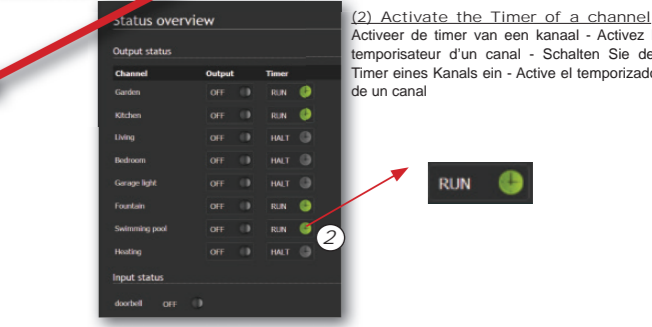 Status overview
Output status
Channel Output Timer
Garden OFF RUN
Kitchen OFF RUN
Living OFF HALT
Bedroom OFF HALT
Garage light OFF HALT
Fountain OFF RUN
Swimming pool OFF RUN
Heating OFF HALT
Input status
doorbell OFF
2
(2) Activate the Timer of a channel
Activeer de timer van een kanaal - Activez
temporisateur d'un canal - Schalten Sie de
Timer eines Kanals ein - Active el temporizado
de un canal
RUN